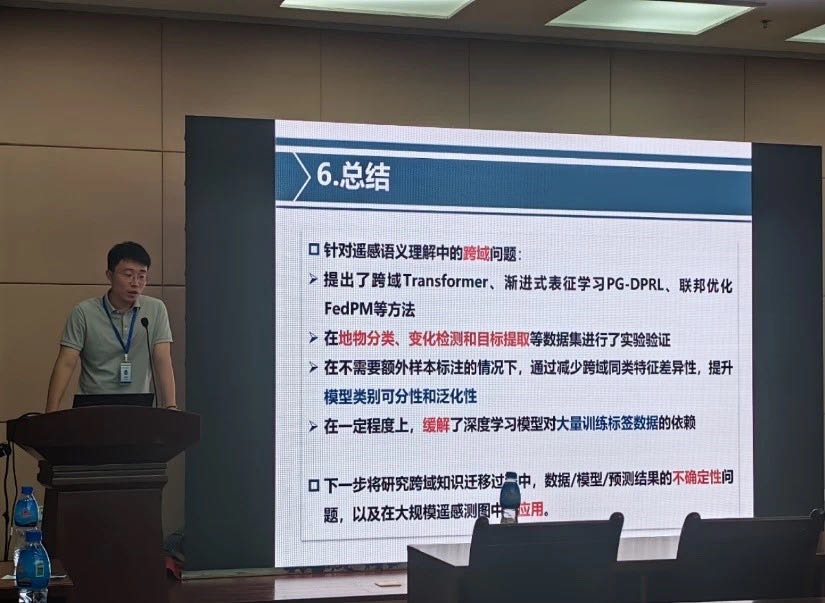 6.总结
针对遥感语义理解中的跨域问题：
提出了跨域Transformer、渐进式表征学习PG-DPRL、联邦优化
FedPM等方法
在地物分类、变化检测和目标提取等数据集进行了实验验证
在不需要额外样本标注的情况下，通过减少跨域同类特征差异性，提升
模型类别可分性和泛化性
在一定程度上，缓解了深度学习模型对大量训练标签数据的依赖
下一步将研究跨域知识迁移过中，数据/模型/预测结果的不确定性问
题，以及在大规模遥感测图中应用。